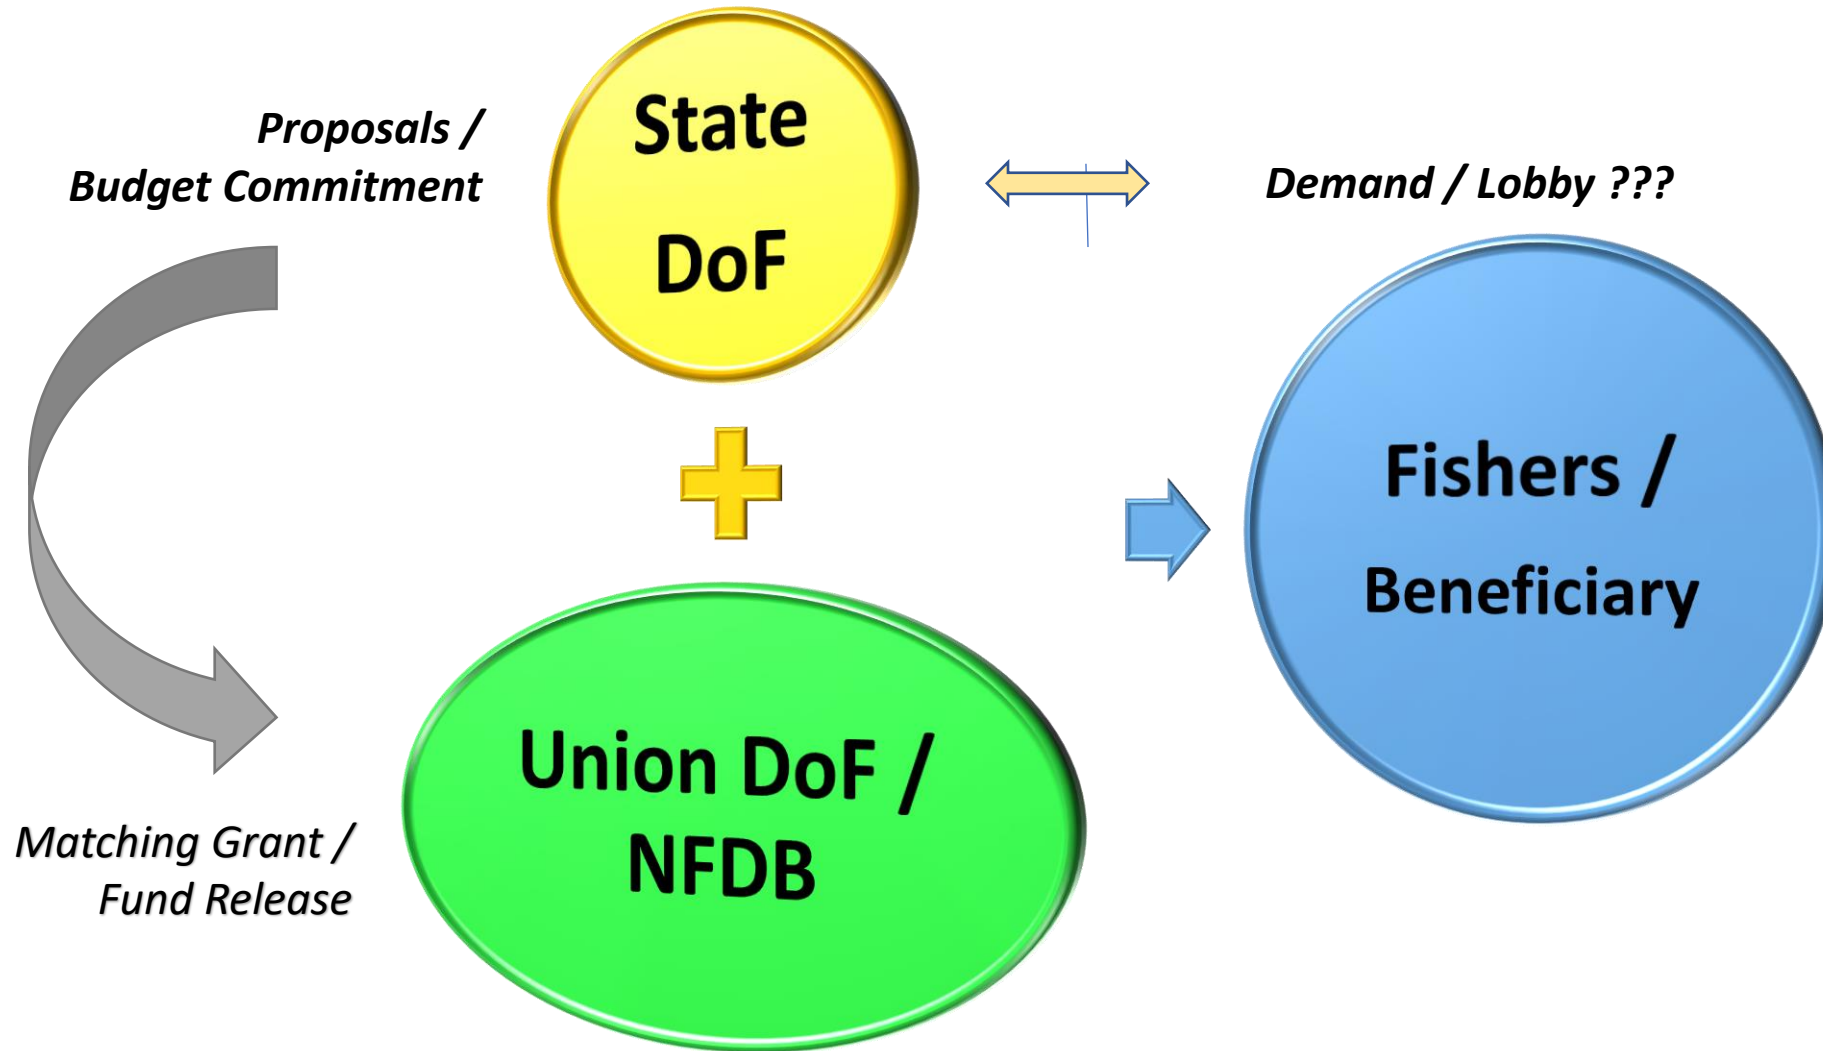 Proposals /
Budget Commitment
State
DoF
Demand / Lobby ???
Fishers /
Beneficiary
Union DoF /
NFDB
Matching Grant /
Fund Release